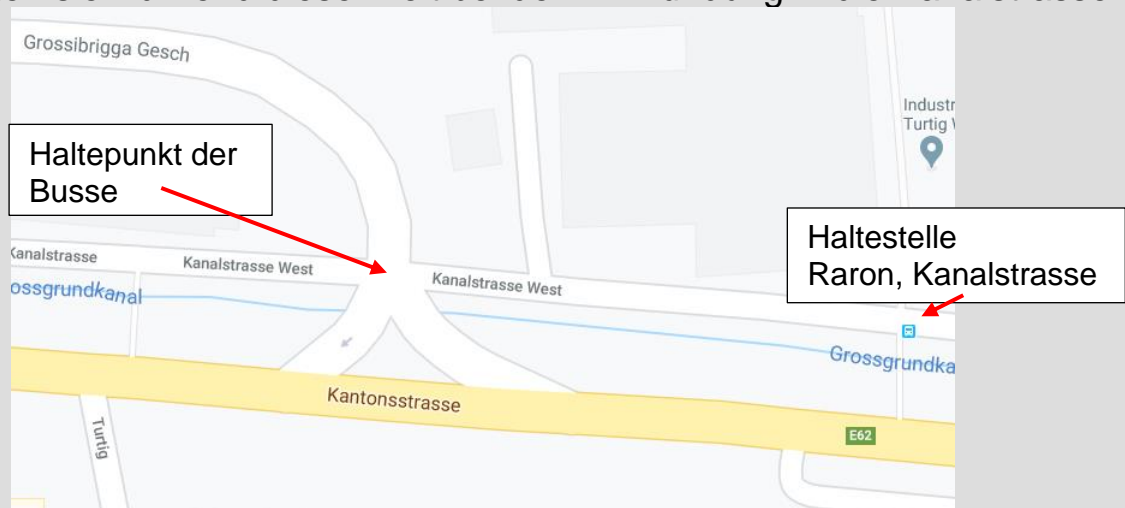 Grossibrigga Gesch
Industr
Turtig
Haltepunkt der
Busse
Haltestelle
Raron, Kanalstrasse
Kanalstrasse
Kanalstrasse West
Kanalstrasse West
ossgrundkanal
Grossgrundka
Kantonsstrasse
E62
Turtig